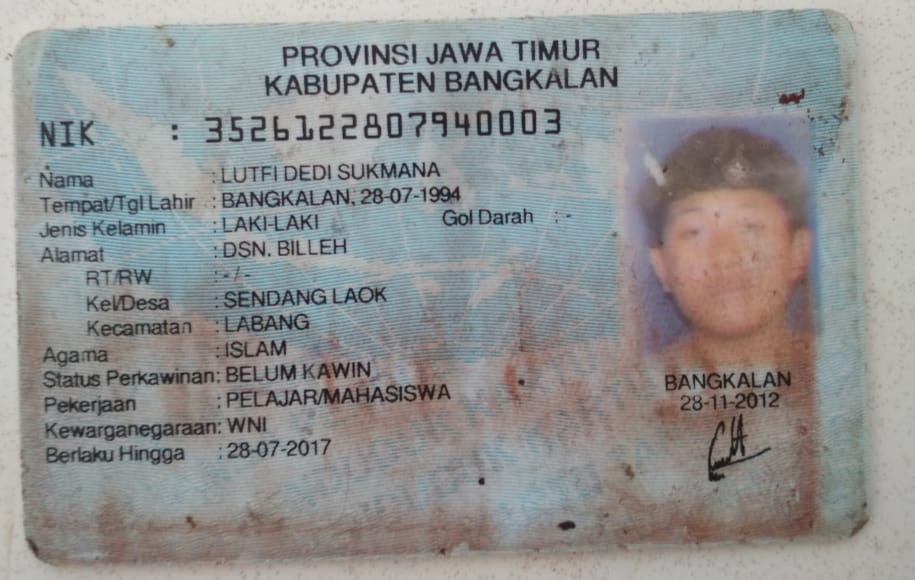 PROVINSI JAWA TIMUR
KABUPATEN BANGKALAN
NIK : 3526122807940003
Nama : LUTFI DEDI SUKMANA
Tempat/Tgl Lahir : BANGKALAN, 28-07-1994
Jenis Kelamin : LAKI-LAKI Gol Darah : -
Alamat : DSN. BILLEH
RT/RW : - / -
Kel/Desa : SENDANG LAOK
Kecamatan : LABANG
Agama : ISLAM
Status Perkawinan: BELUM KAWIN
Pekerjaan : PELAJAR/MAHASISWA
Kewarganegaraan: WNI
Berlaku Hingga : 28-07-2017
BANGKALAN
28-11-2012